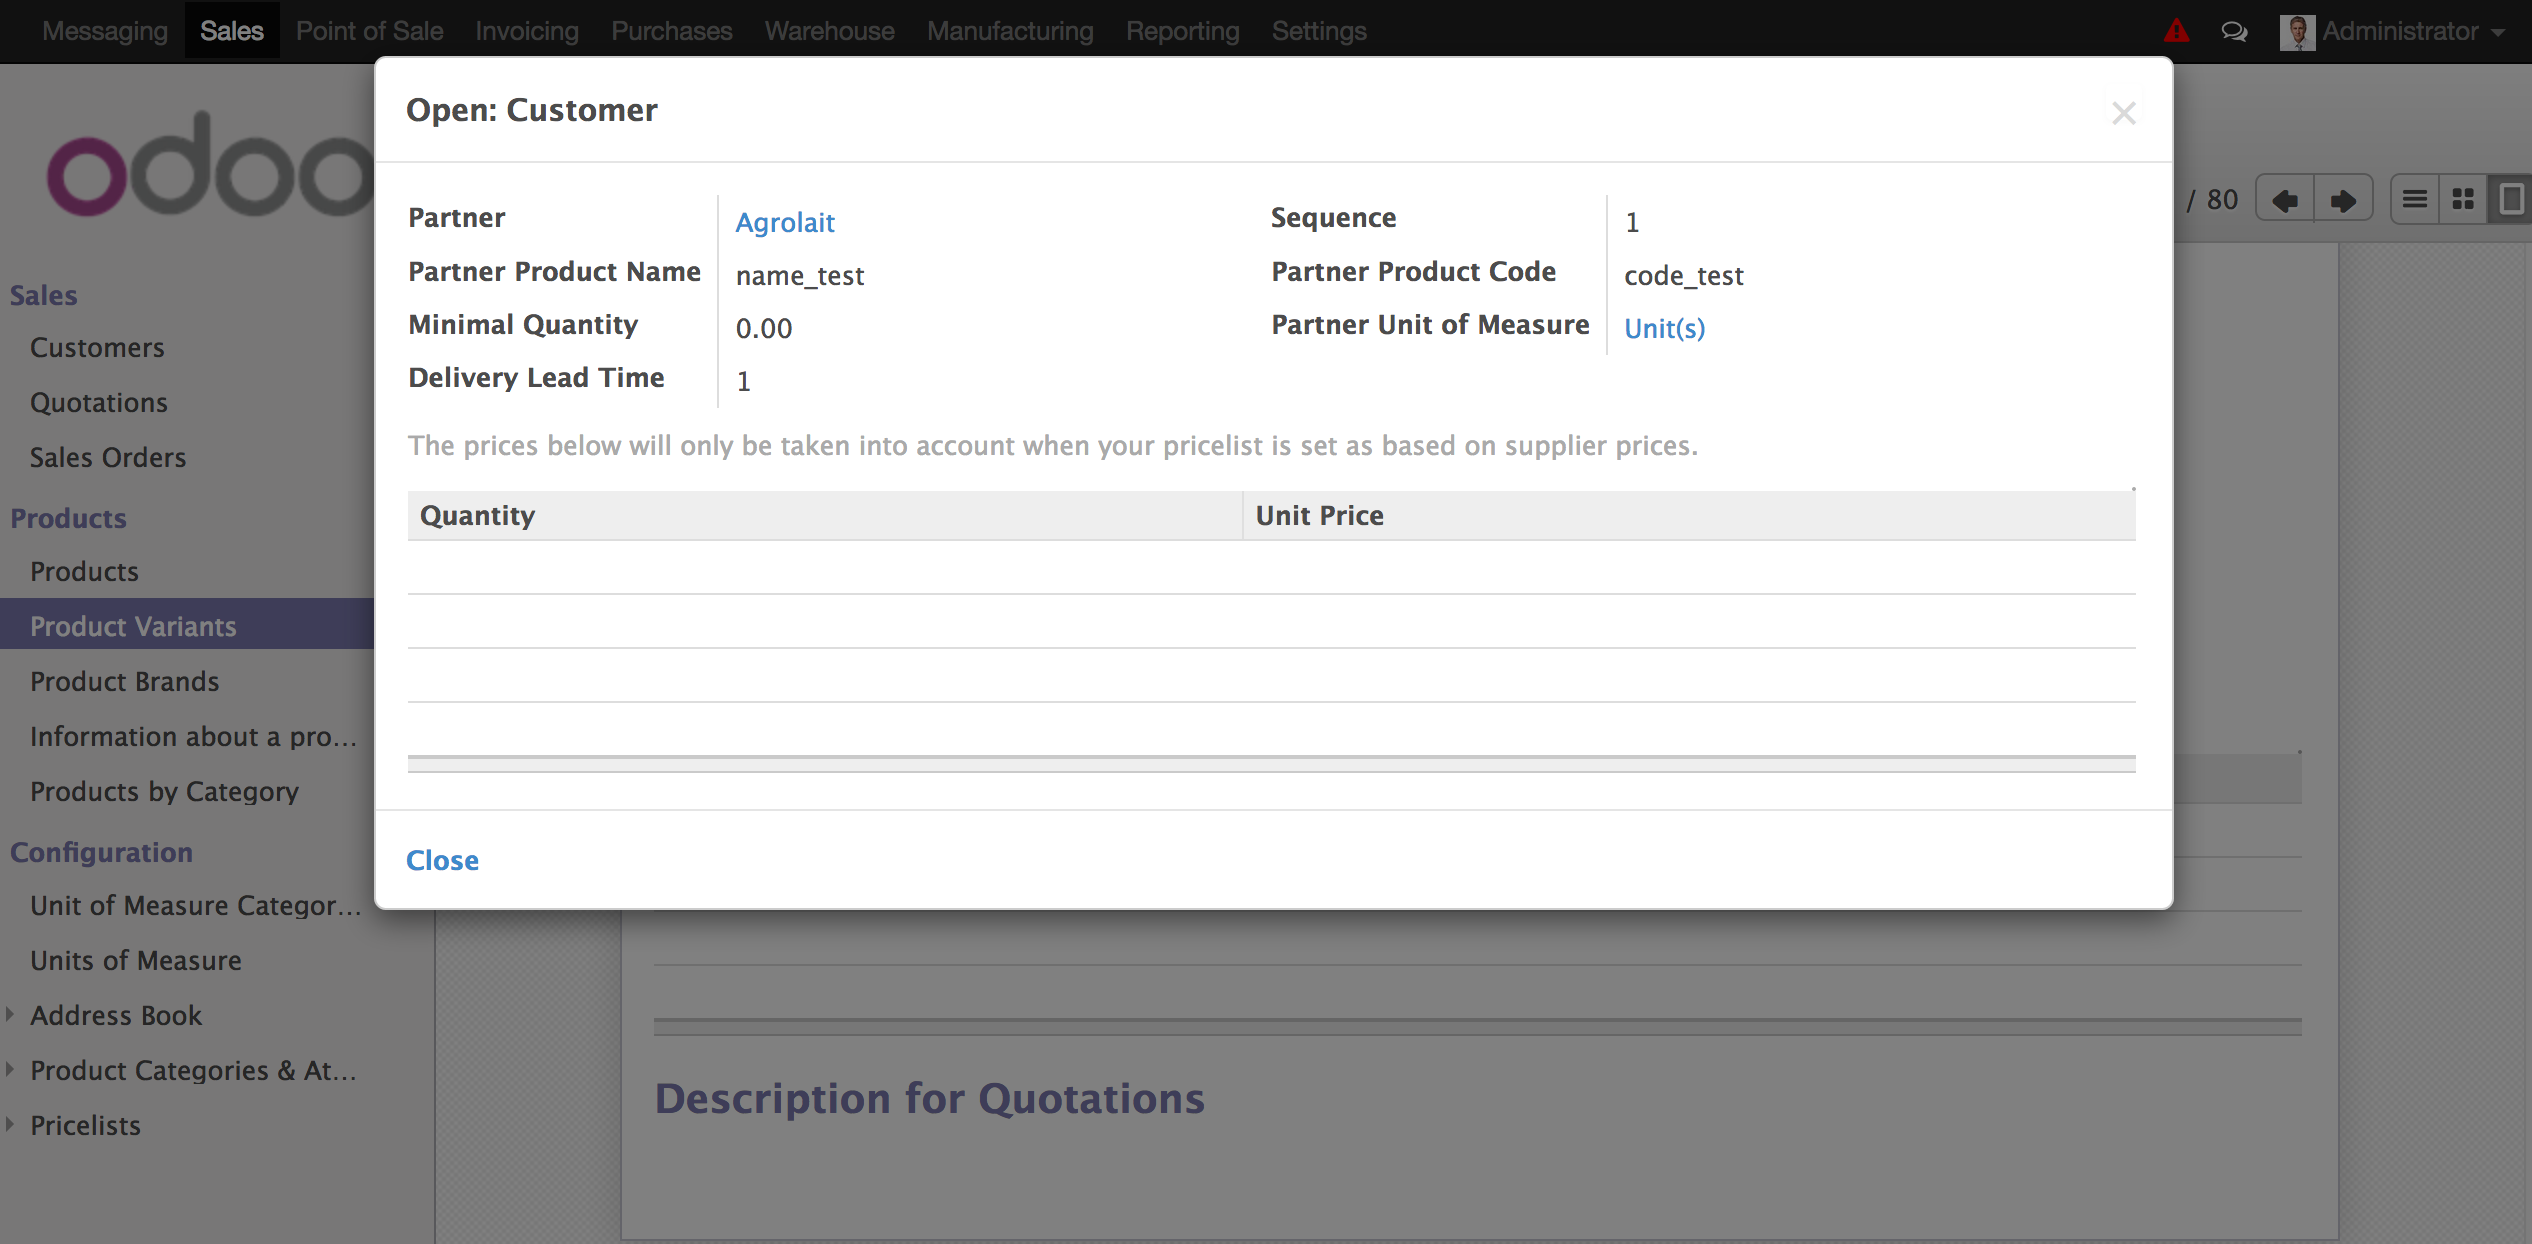 Messaging Sales Point of Sale Invoicing Purchases Warehouse Manufacturing Reporting Settings Administrator
odoo
Open: Customer
/ 80
Partner Agrolait Sequence 1
Partner Product Name name_test Partner Product Code code_test
Minimal Quantity 0.00 Partner Unit of Measure Unit(s)
Delivery Lead Time 1
The prices below will only be taken into account when your pricelist is set as based on supplier prices.
Quantity Unit Price
Close
Sales
Customers
Quotations
Sales Orders
Products
Products
Product Variants
Product Brands
Information about a pro...
Products by Category
Configuration
Unit of Measure Categor...
Units of Measure
Address Book
Product Categories & At...
Pricelists
Description for Quotations